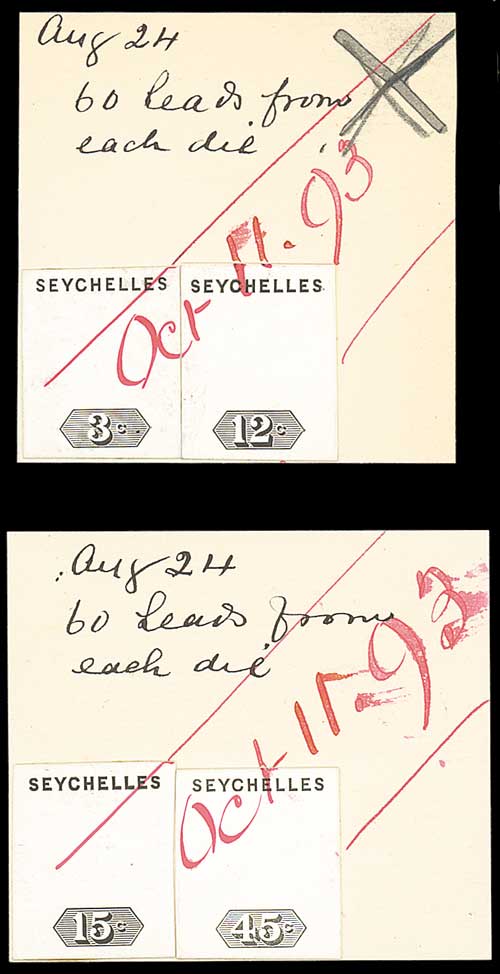 Aug 24
60 leads from
each die
Oct 11. 93
SEYCHELLES
3c.
SEYCHELLES.
12c
Aug 24
60 leads from
each die
Oct 11-93
SEYCHELLES
15c
SEYCHELLES
45c